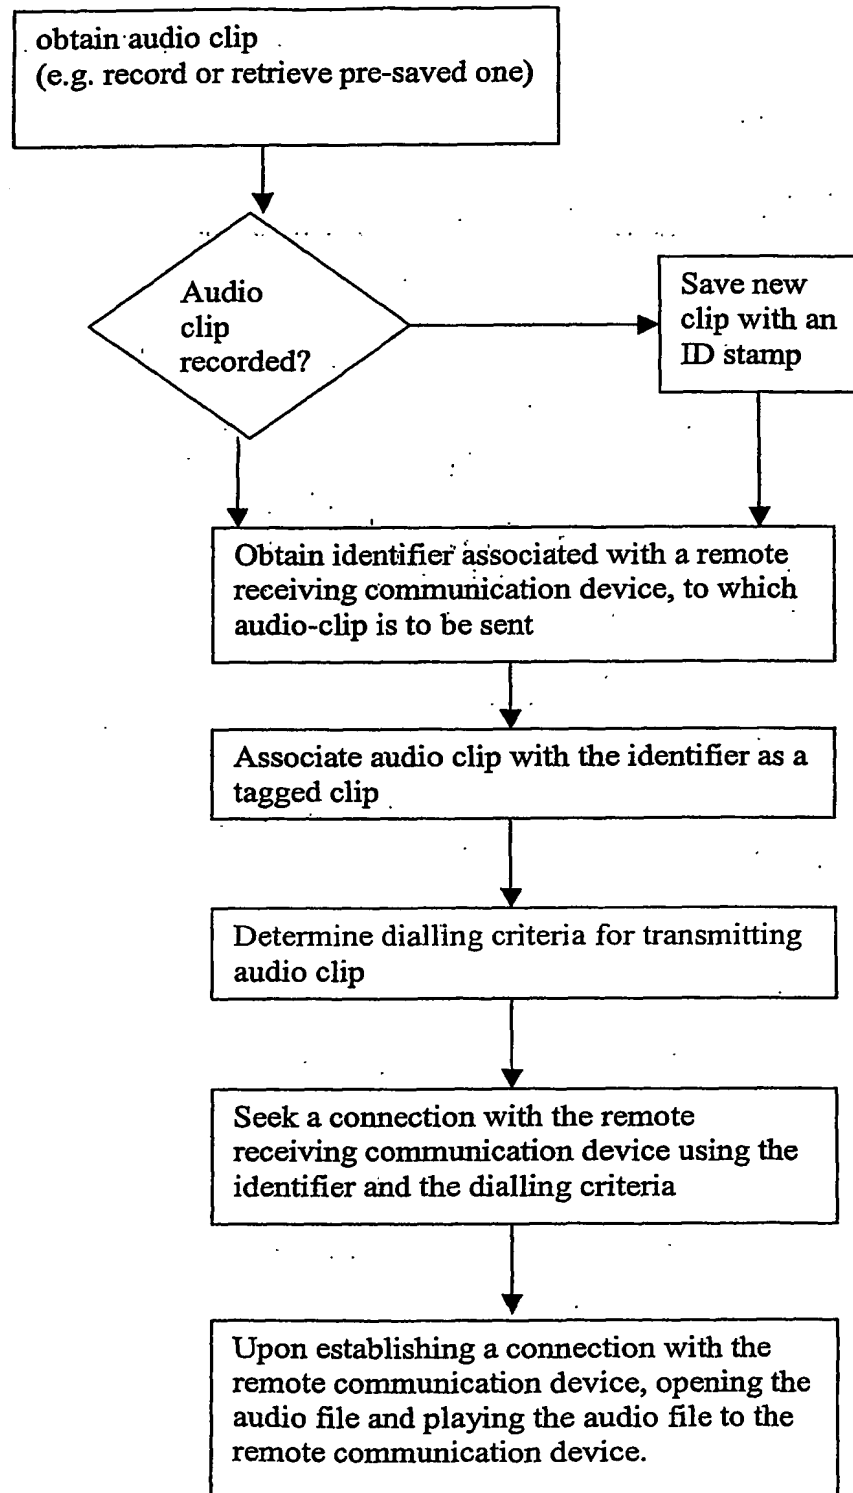 obtain audio clip
(e.g. record or retrieve pre-saved one)
Audio
clip
recorded?
Save new
clip with an
ID stamp
Obtain identifier associated with a remote
receiving communication device, to which
audio-clip is to be sent
Associate audio clip with the identifier as a
tagged clip
Determine dialling criteria for transmitting
audio clip
Seek a connection with the remote
receiving communication device using the
identifier and the dialling criteria
Upon establishing a connection with the
remote communication device, opening the
audio file and playing the audio file to the
remote communication device.